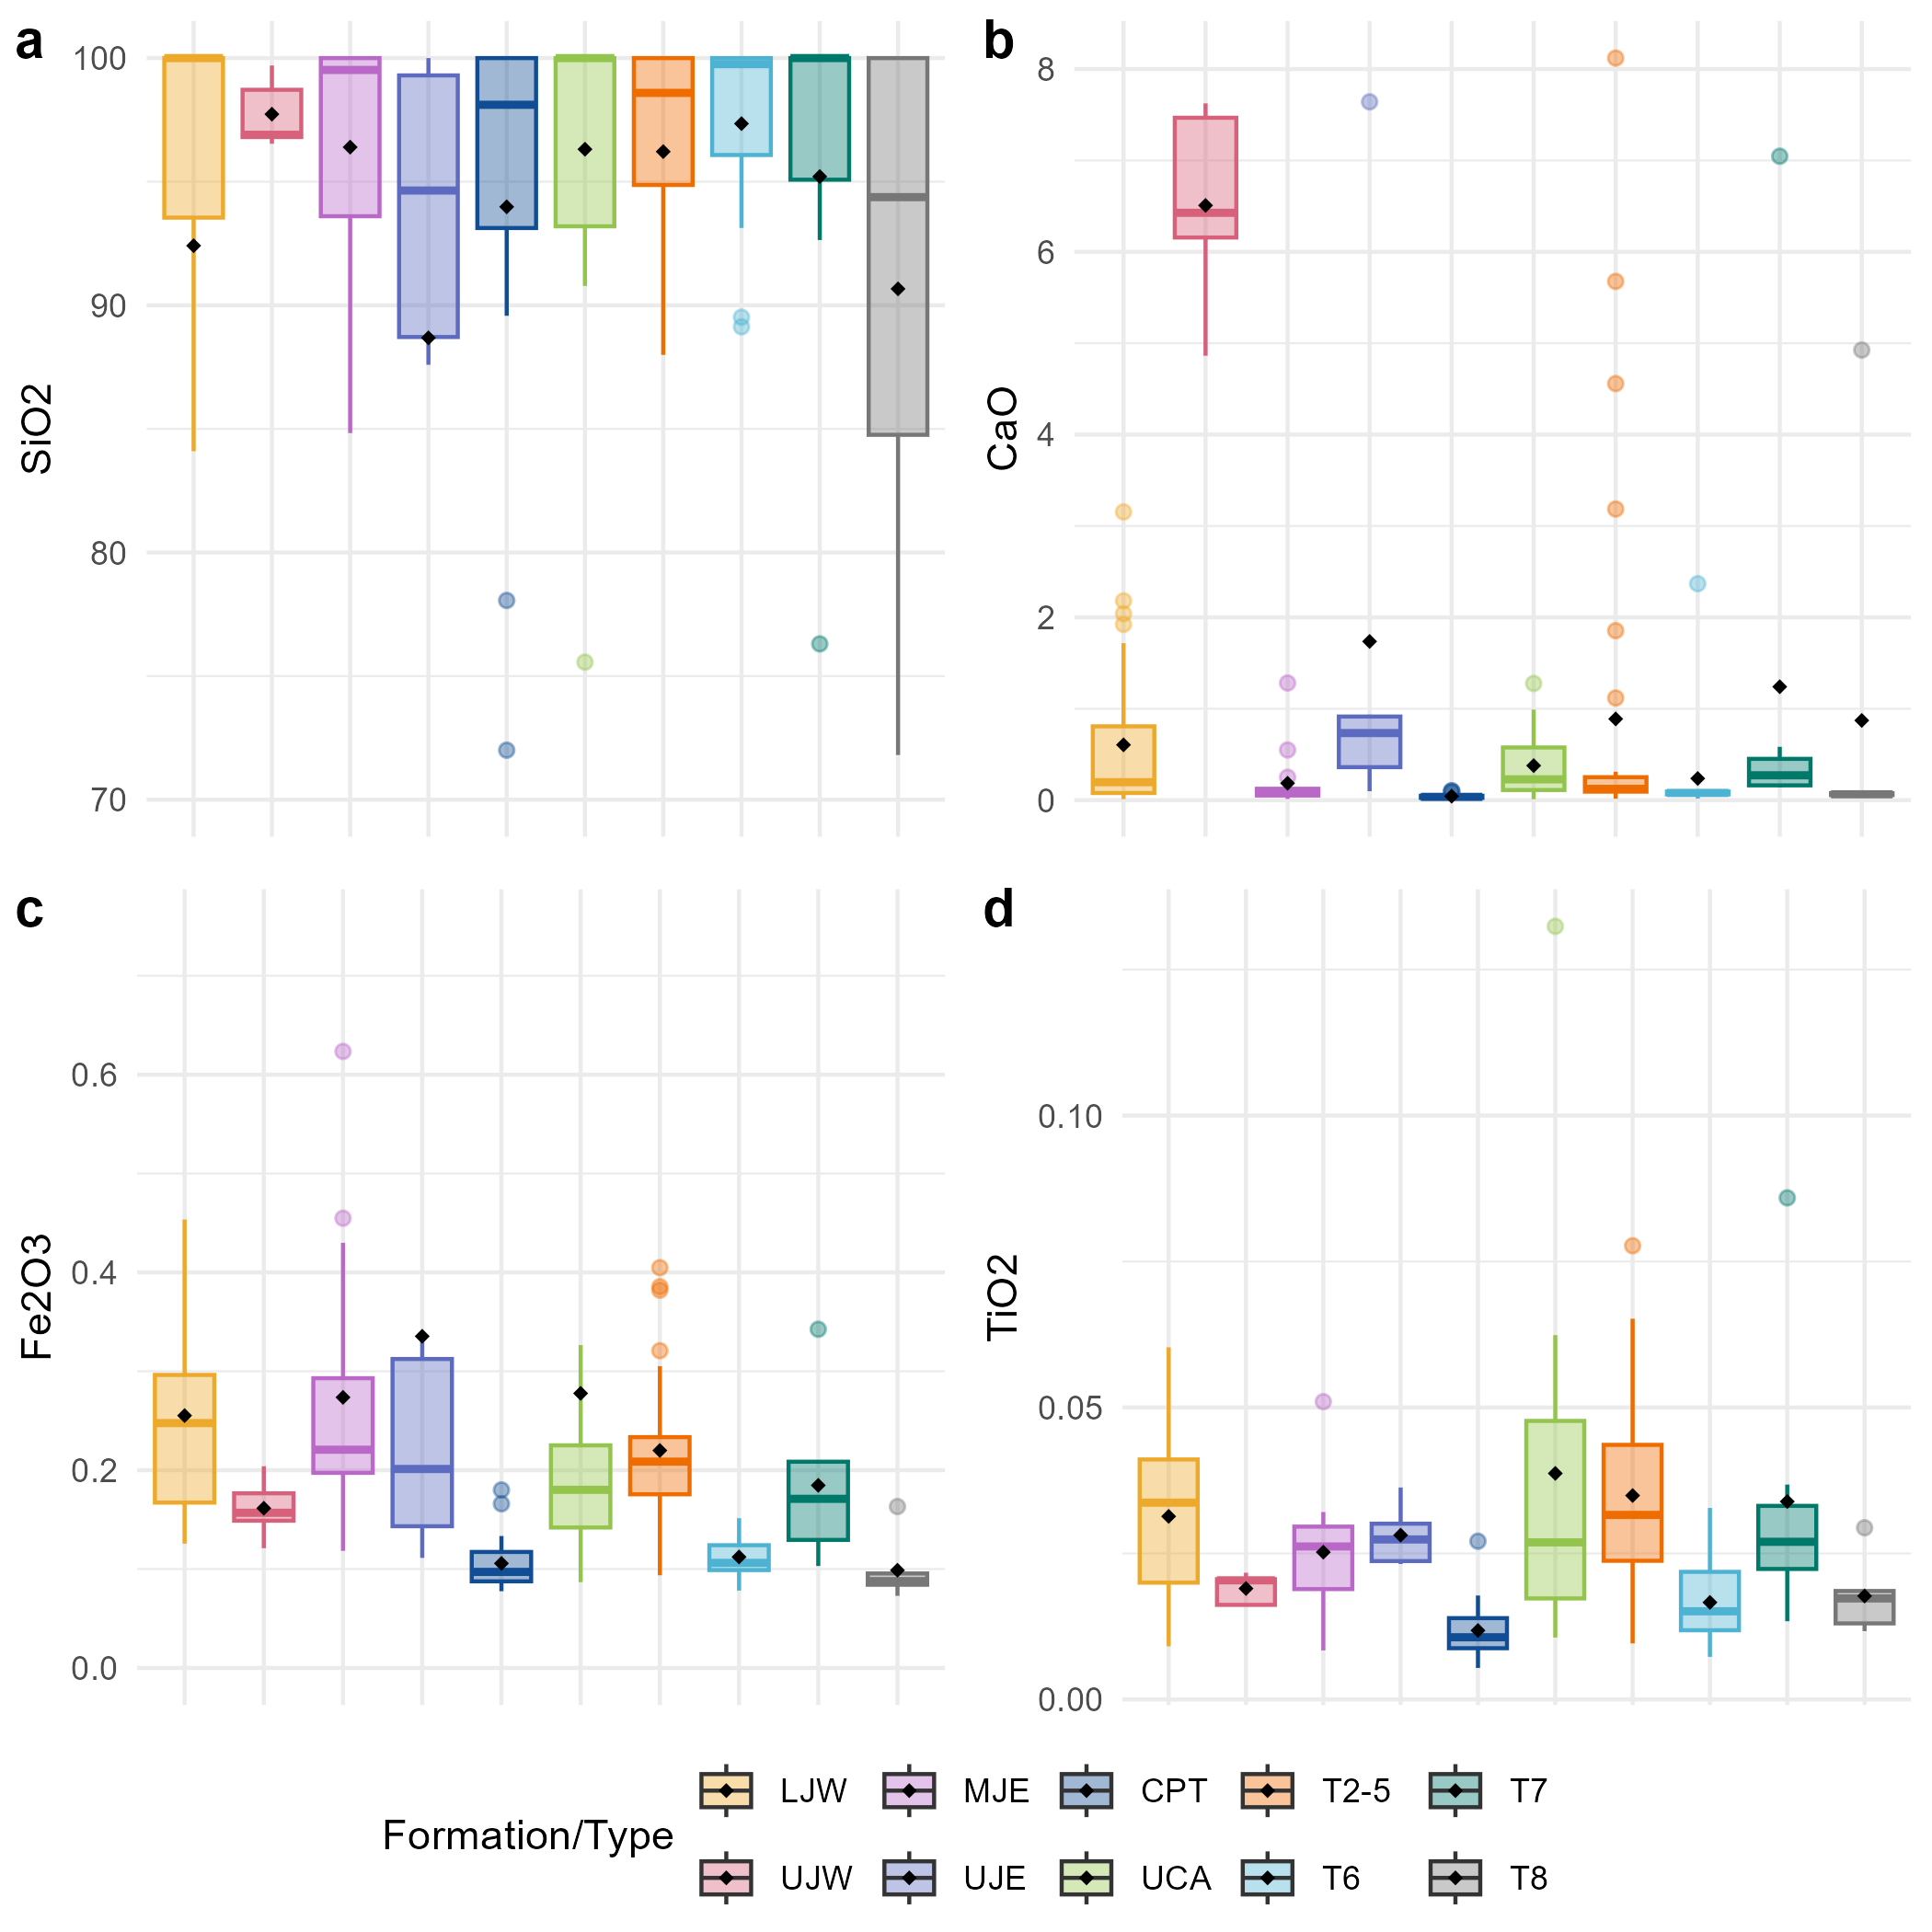 a
100
90
80
70
SiO2
b
8
6
4
2
0
CaO
c
0.6
0.4
0.2
0.0
Fe2O3
d
0.10
0.05
0.00
TiO2
Formation/Type
LJW MJE CPT T2-5 T7
UJW UJE UCA T6 T8